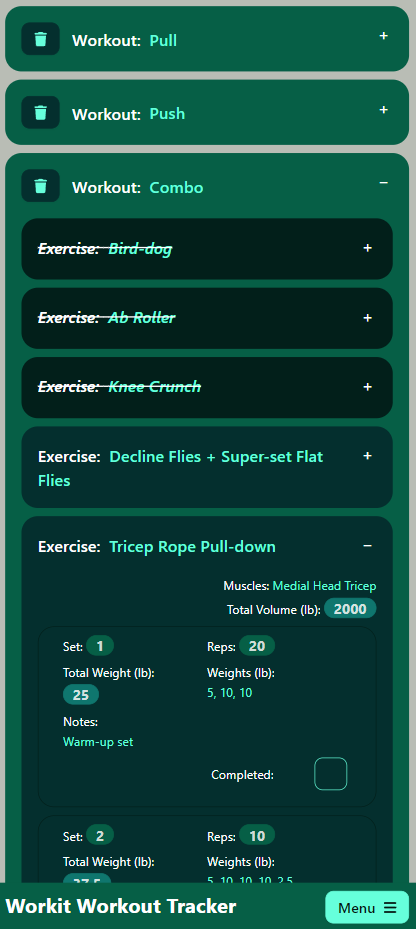 Workout: Pull +
Workout: Push +
Workout: Combo −
Exercise: Bird-dog +
Exercise: Ab Roller +
Exercise: Knee Crunch +
Exercise: Decline Flies + Super-set Flat +
Flies
Exercise: Tricep Rope Pull-down −
Muscles: Medial Head Tricep
Total Volume (lb): 2000
Set: 1 Reps: 20
Total Weight (lb): Weights (lb):
25 5, 10, 10
Notes:
Warm-up set
Completed:
Set: 2 Reps: 10
Total Weight (lb): Weights (lb):
37.5 5, 10, 10, 10, 2.5
Workit Workout Tracker Menu